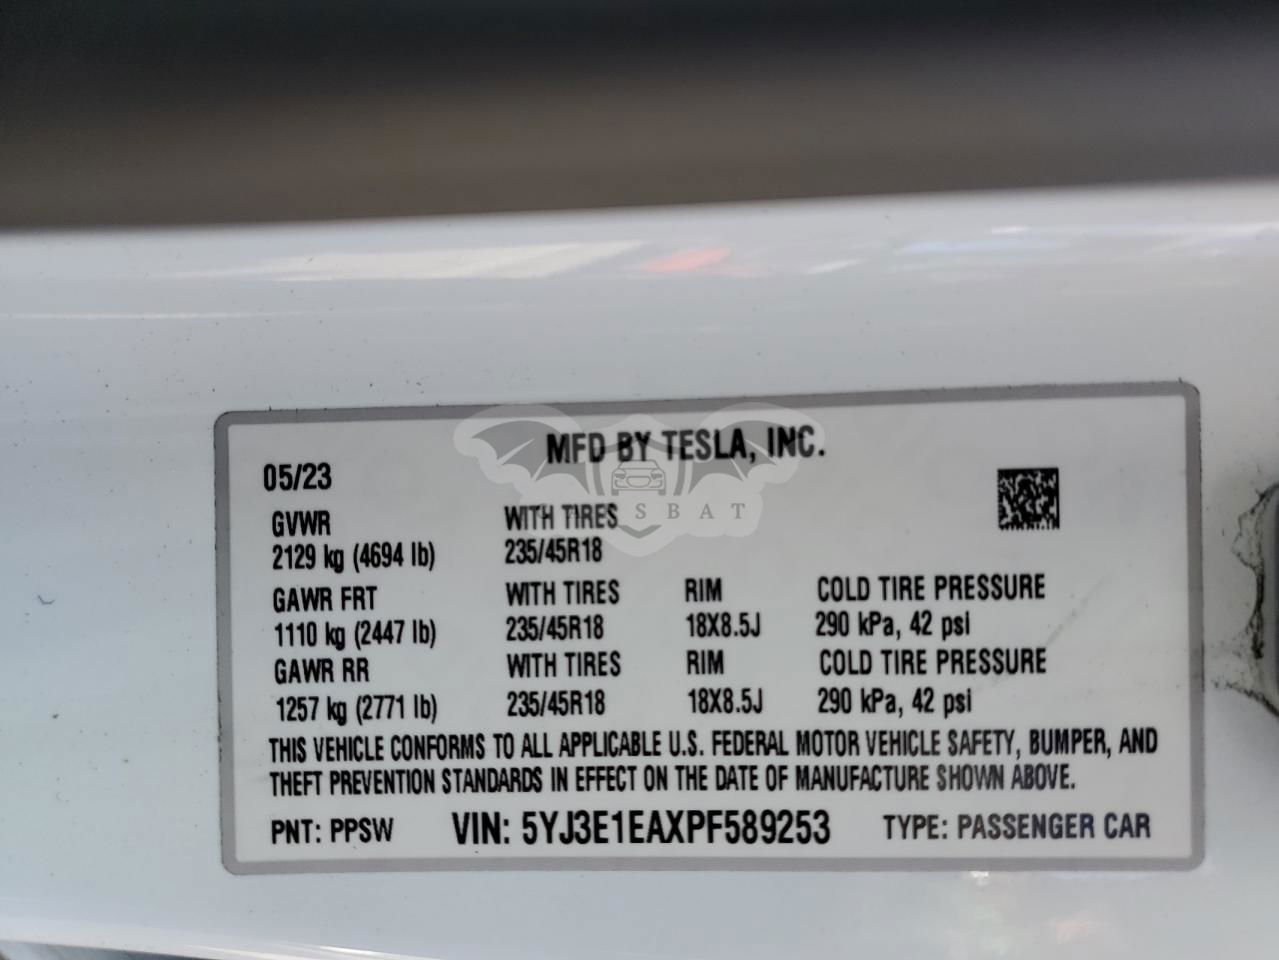 MFD BY TESLA, INC.
05/23
GVWR WITH TIRES
2129 kg (4694 lb) 235/45R18
GAWR FRT WITH TIRES RIM COLD TIRE PRESSURE
1110 kg (2447 lb) 235/45R18 18X8.5J 290 kPa, 42 psi
GAWR RR WITH TIRES RIM COLD TIRE PRESSURE
1257 kg (2771 lb) 235/45R18 18X8.5J 290 kPa, 42 psi
THIS VEHICLE CONFORMS TO ALL APPLICABLE U.S. FEDERAL MOTOR VEHICLE SAFETY, BUMPER, AND
THEFT PREVENTION STANDARDS IN EFFECT ON THE DATE OF MANUFACTURE SHOWN ABOVE.
PNT: PPSW VIN: 5YJ3E1EAXPF589253 TYPE: PASSENGER CAR
SBAT